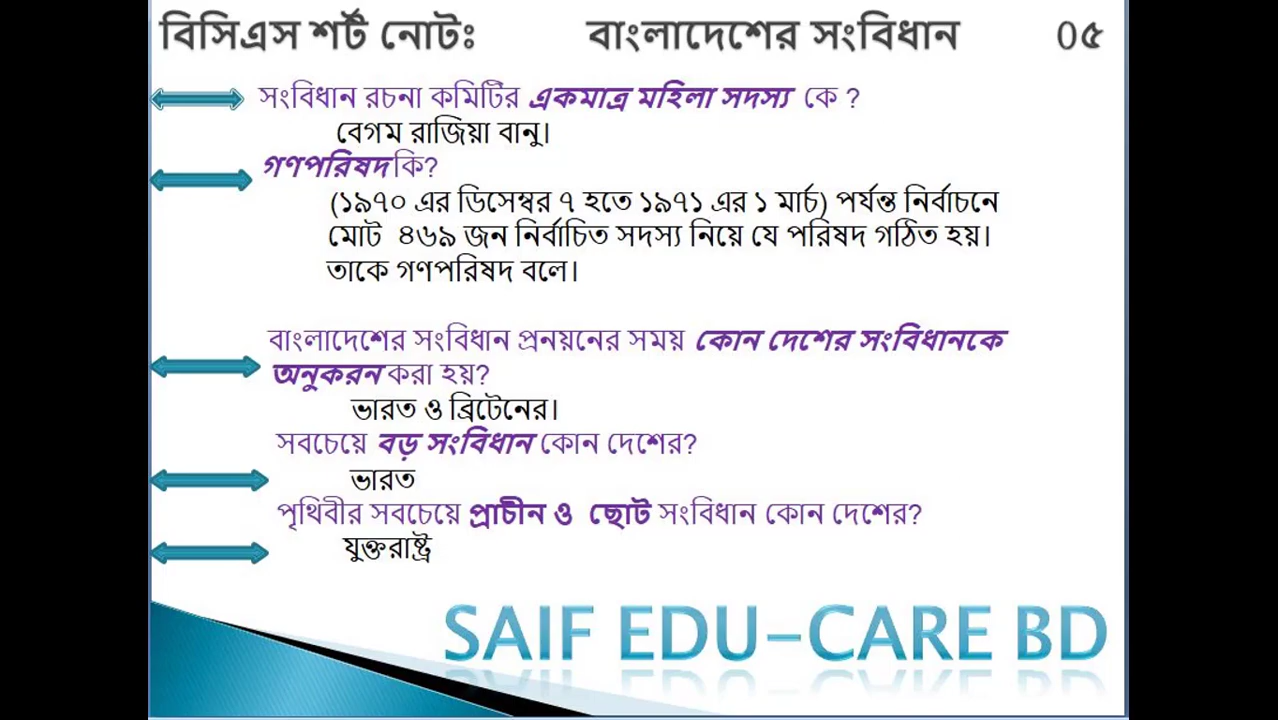 বিসিএস শর্ট নোটঃ বাংলাদেশের সংবিধান 0৫
সংবিধান রচনা কমিটির একমাত্র মহিলা সদস্য কে ?
বেগম রাজিয়া বানু।
গণপরিষদ কি?
(১৯৭০ এর ডিসেম্বর ৭ হতে ১৯৭১ এর ১ মার্চ) পর্যন্ত নির্বাচনে
মোট ৪৬৯ জন নির্বাচিত সদস্য নিয়ে যে পরিষদ গঠিত হয়।
তাকে গণপরিষদ বলে।
বাংলাদেশের সংবিধান প্রনয়নের সময় কোন দেশের সংবিধানকে
অনুকরন করা হয়?
ভারত ও ব্রিটেনের।
সবচেয়ে বড় সংবিধান কোন দেশের?
ভারত
পৃথিবীর সবচেয়ে প্রাচীন ও ছোট সংবিধান কোন দেশের?
যুক্তরাষ্ট্র
SAIF EDU-CARE BD